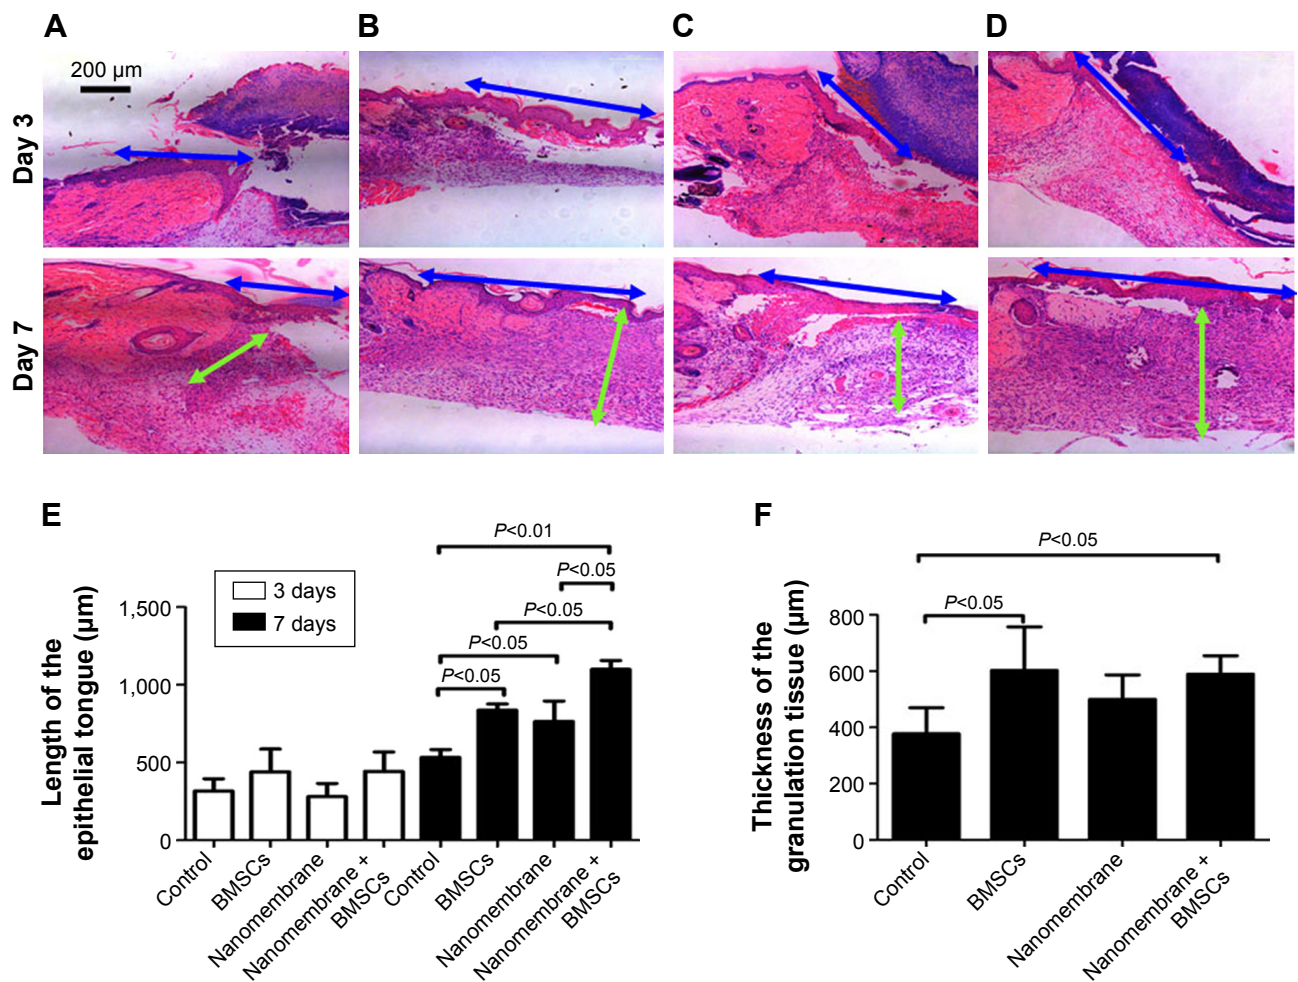 A
B
C
D
200 µm
Day 3
Day 7
E
P<0.01
P<0.05
P<0.05
P<0.05
P<0.05
3 days
7 days
Length of the
epithelial tongue (µm)
1,500
1,000
500
0
Control
BMSCs
Nanomembrane
Nanomembrane +
BMSCs
Control
BMSCs
Nanomembrane
Nanomembrane +
BMSCs
F
P<0.05
P<0.05
Thickness of the
granulation tissue (µm)
800
600
400
200
0
Control
BMSCs
Nanomembrane
Nanomembrane +
BMSCs